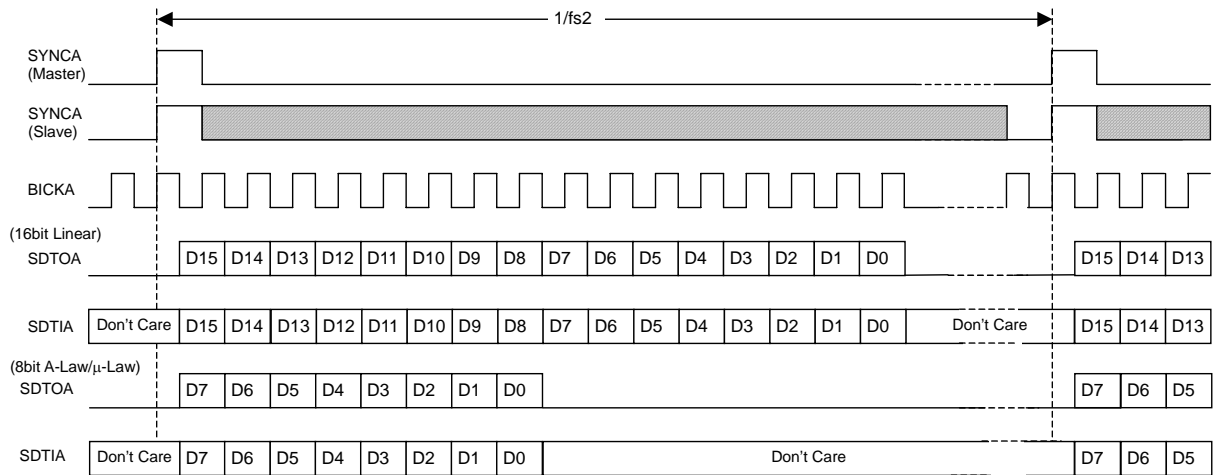 1/fs2
SYNCA
(Master)
SYNCA
(Slave)
BICKA
(16bit Linear)
SDTOA D15 D14 D13 D12 D11 D10 D9 D8 D7 D6 D5 D4 D3 D2 D1 D0 D15 D14 D13
SDTIA Don't Care D15 D14 D13 D12 D11 D10 D9 D8 D7 D6 D5 D4 D3 D2 D1 D0 Don't Care D15 D14 D13
(8bit A-Law/μ-Law)
SDTOA D7 D6 D5 D4 D3 D2 D1 D0 D7 D6 D5
SDTIA Don't Care D7 D6 D5 D4 D3 D2 D1 D0 Don't Care D7 D6 D5